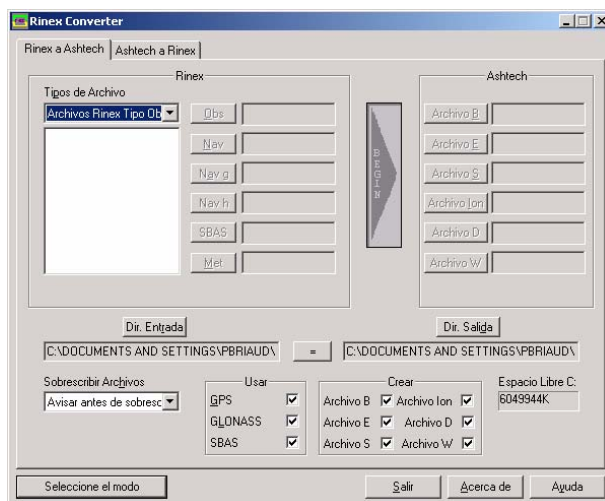 Rinex Converter
Rinex a Ashtech Ashtech a Rinex
Rinex Ashtech
Tipos de Archivo
Archivos Rinex Tipo Ob
Obs Archivo B
Nav Archivo E
Nav g Archivo S
Nav h Archivo Ion
SBAS Archivo D
Met Archivo W
BEGIN
Dir. Entrada Dir. Salida
C:\DOCUMENTS AND SETTINGS\PBRIAUD\ = C:\DOCUMENTS AND SETTINGS\PBRIAUD\
Sobrescribir Archivos Usar Crear Espacio Libre C:
Avisar antes de sobresc GPS Archivo B Archivo Ion 6049944K
GLONASS Archivo E Archivo D
SBAS Archivo S Archivo W
Seleccione el modo Salir Acerca de Ayuda